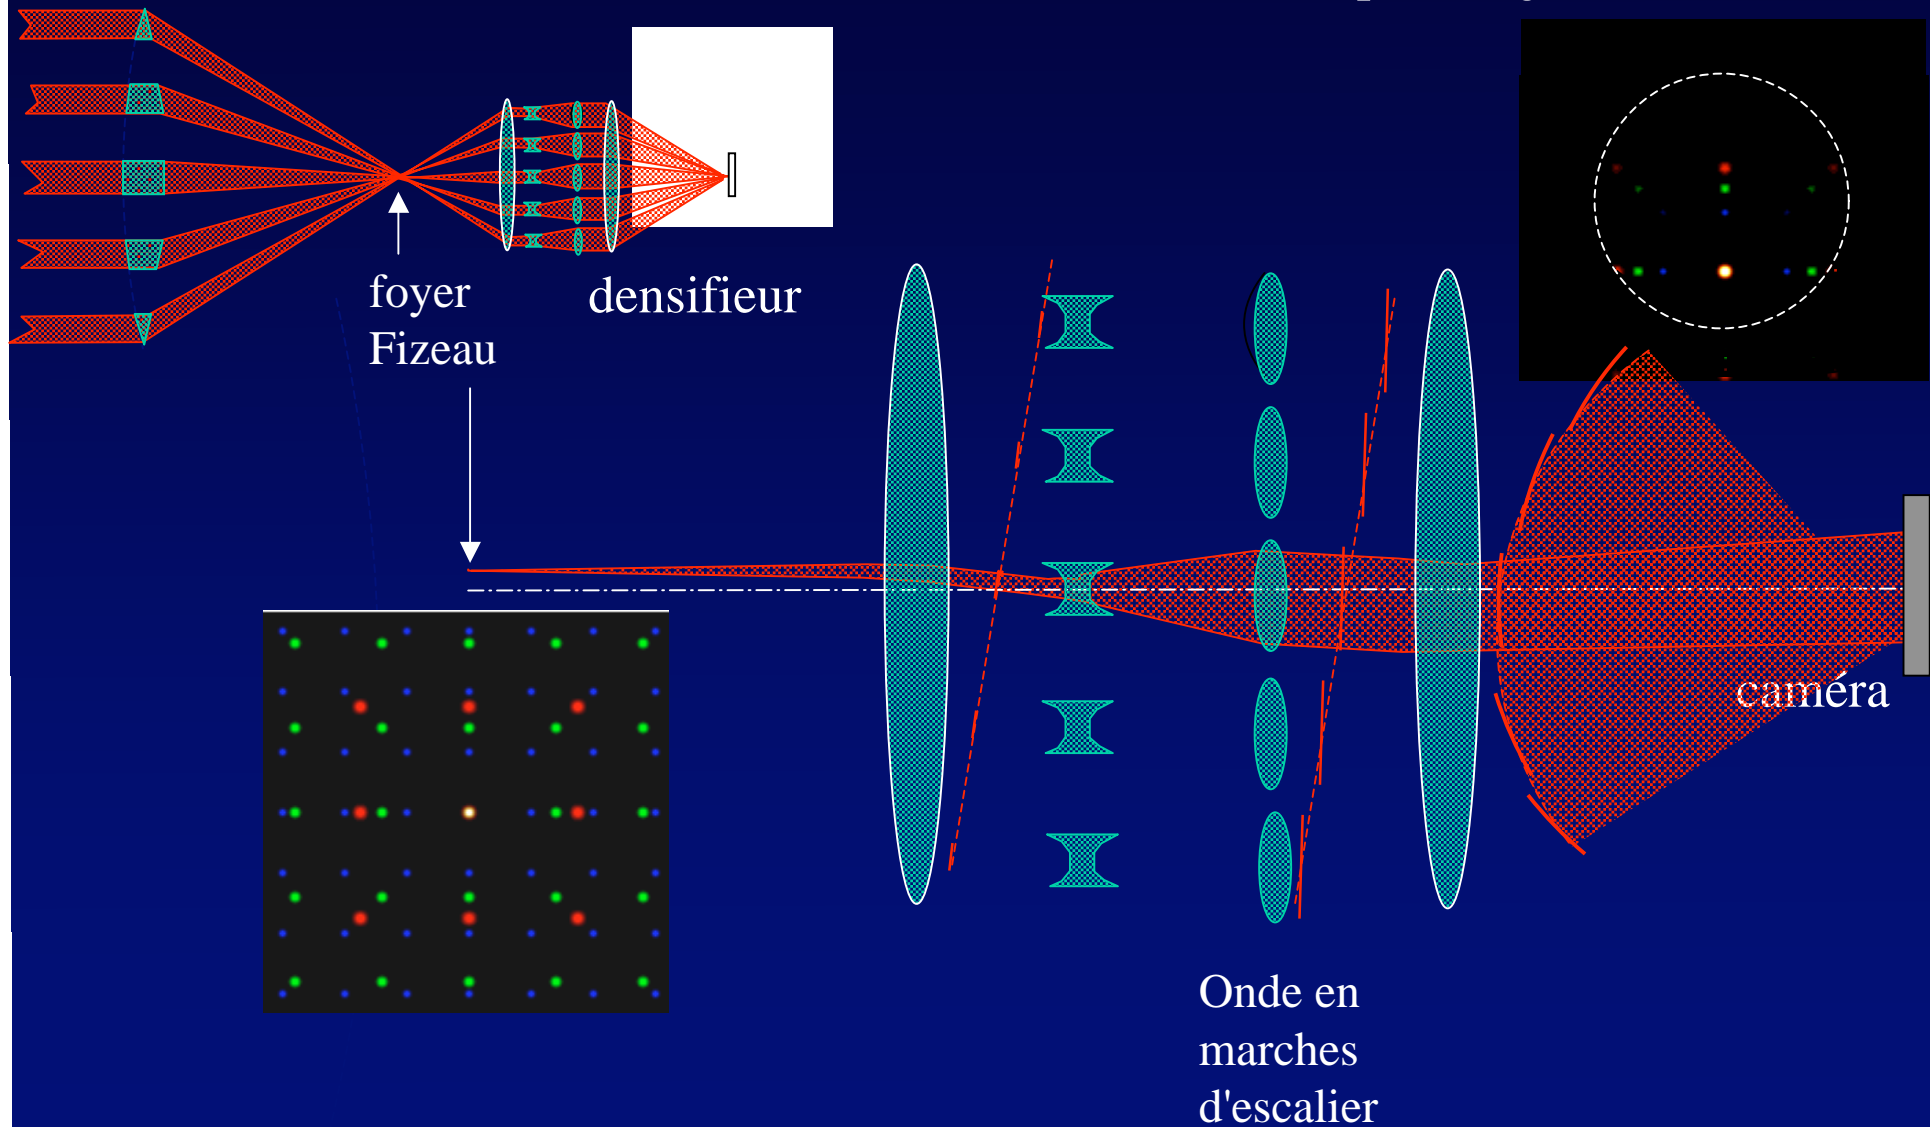 foyer
Fizeau
densifieur
caméra
Onde en
marches
d'escalier